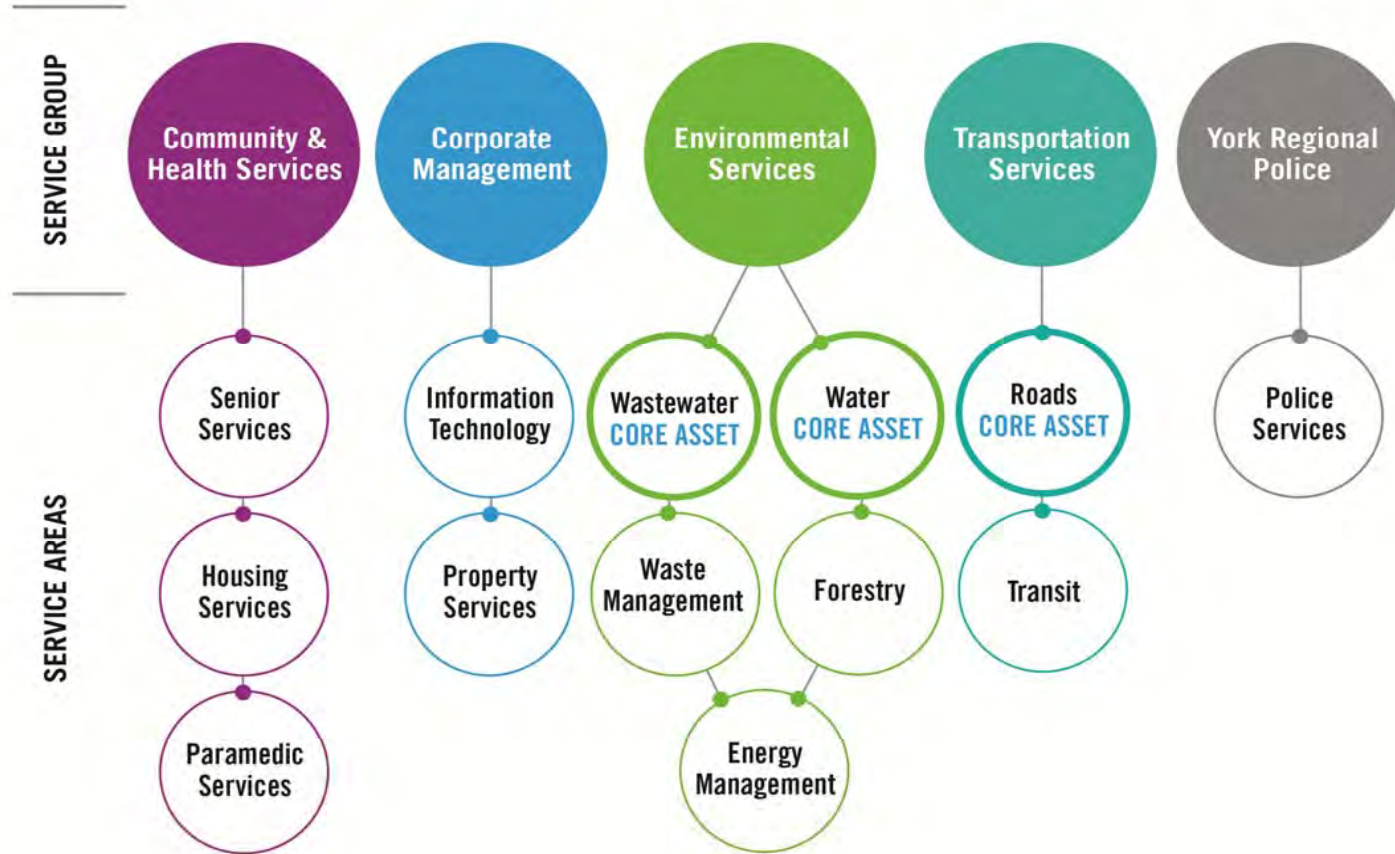 SERVICE GROUP
Community &
Health Services
Corporate
Management
Environmental
Services
Transportation
Services
York Regional
Police
SERVICE AREAS
Senior
Services
Information
Technology
Wastewater
CORE ASSET
Water
CORE ASSET
Roads
CORE ASSET
Police
Services
Housing
Services
Property
Services
Waste
Management
Forestry
Transit
Paramedic
Services
Energy
Management